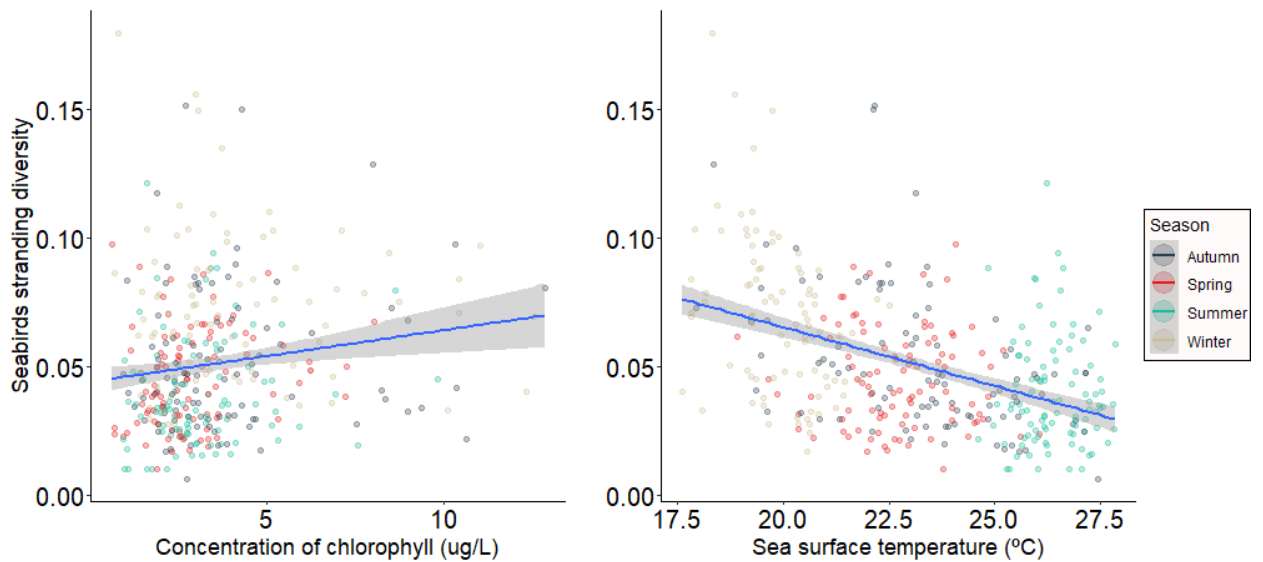 Seabirds stranding diversity
0.15
0.10
0.05
0.00
5
10
Concentration of chlorophyll (ug/L)
0.15
0.10
0.05
0.00
17.5
20.0
22.5
25.0
27.5
Sea surface temperature (ºC)
Season
Autumn
Spring
Summer
Winter